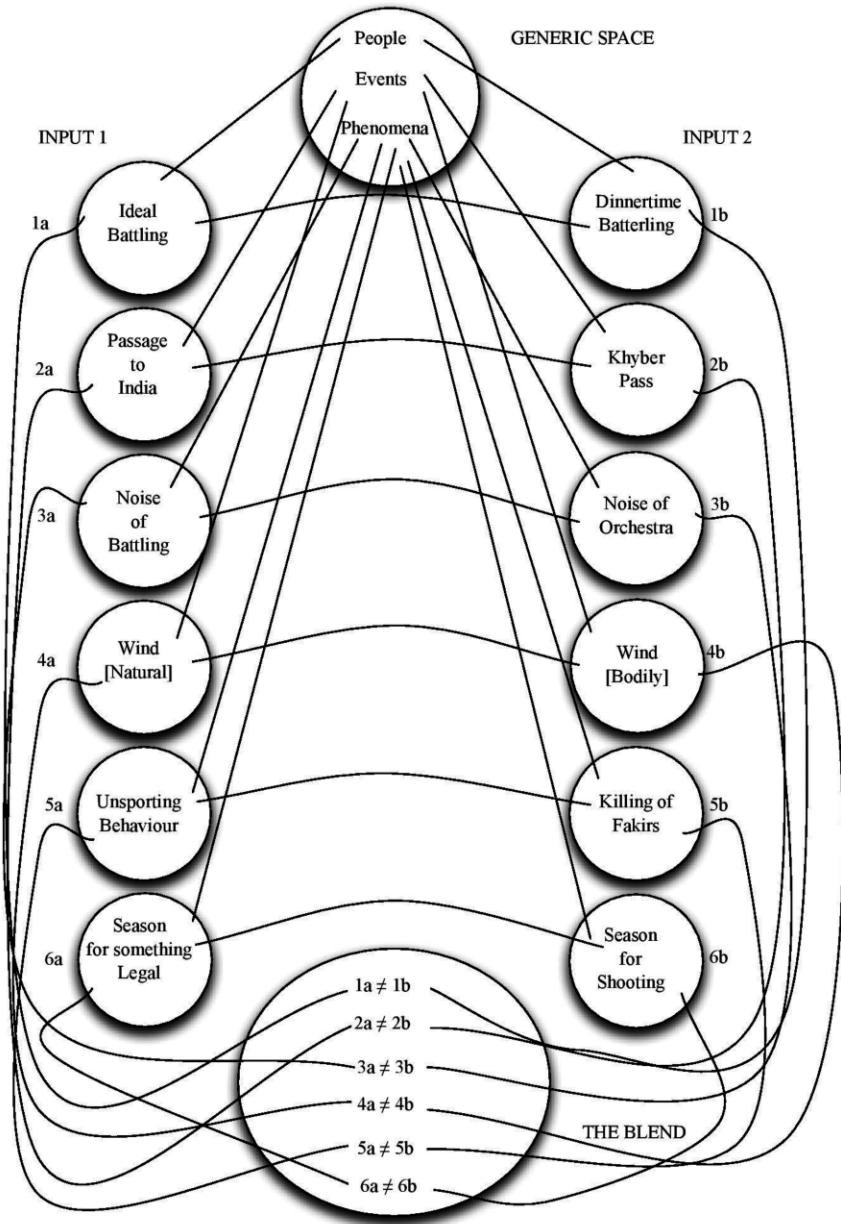 People
GENERIC SPACE
Events
Phenomena
INPUT 1
INPUT 2
1a
Ideal
Battling
Dinnertime
Batterling
1b
2a
Passage
to
India
Khyber
Pass
2b
3a
Noise
of
Battling
Noise of
Orchestra
3b
4a
Wind
[Natural]
Wind
[Bodily]
4b
5a
Unsporting
Behaviour
Killing of
Fakirs
5b
6a
Season
for something
Legal
Season
for
Shooting
6b
1a ≠ 1b
2a ≠ 2b
3a ≠ 3b
4a ≠ 4b
THE BLEND
5a ≠ 5b
6a ≠ 6b